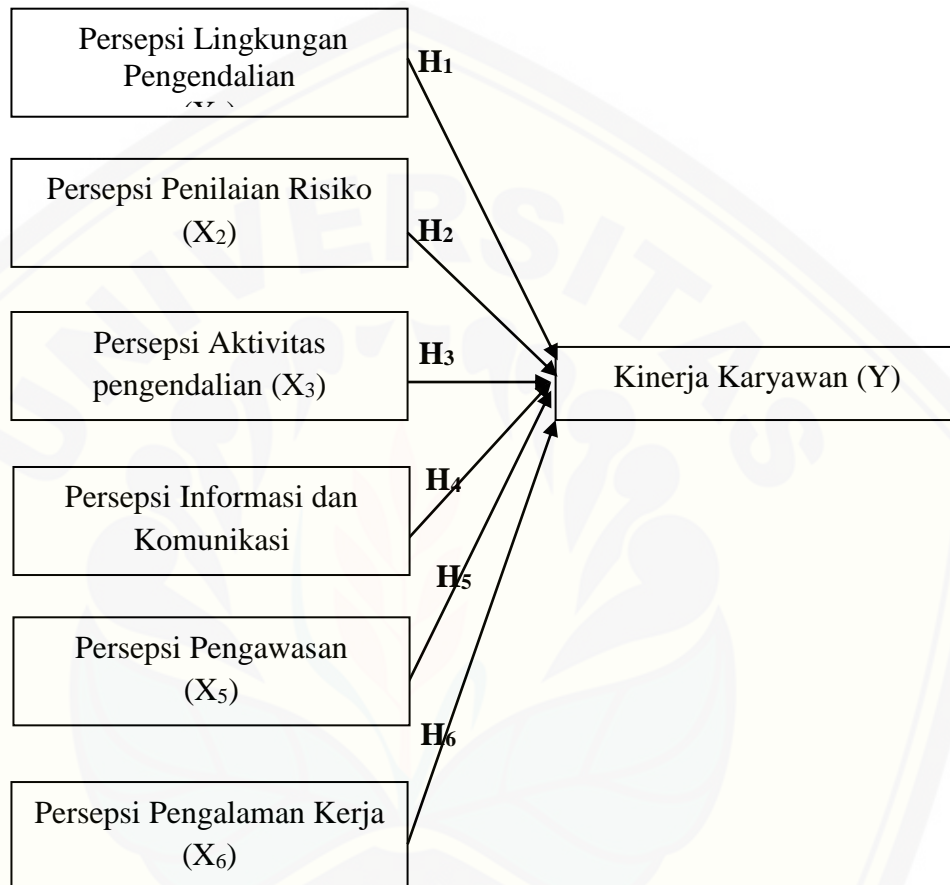 Persepsi Lingkungan
Pengendalian
H₁
Persepsi Penilaian Risiko
(X₂)
H₂
Persepsi Aktivitas
pengendalian (X₃)
H₃
Kinerja Karyawan (Y)
Persepsi Informasi dan
Komunikasi
H₄
Persepsi Pengawasan
(X₅)
H₅
Persepsi Pengalaman Kerja
(X₆)
H₆
UNIVERSITAS